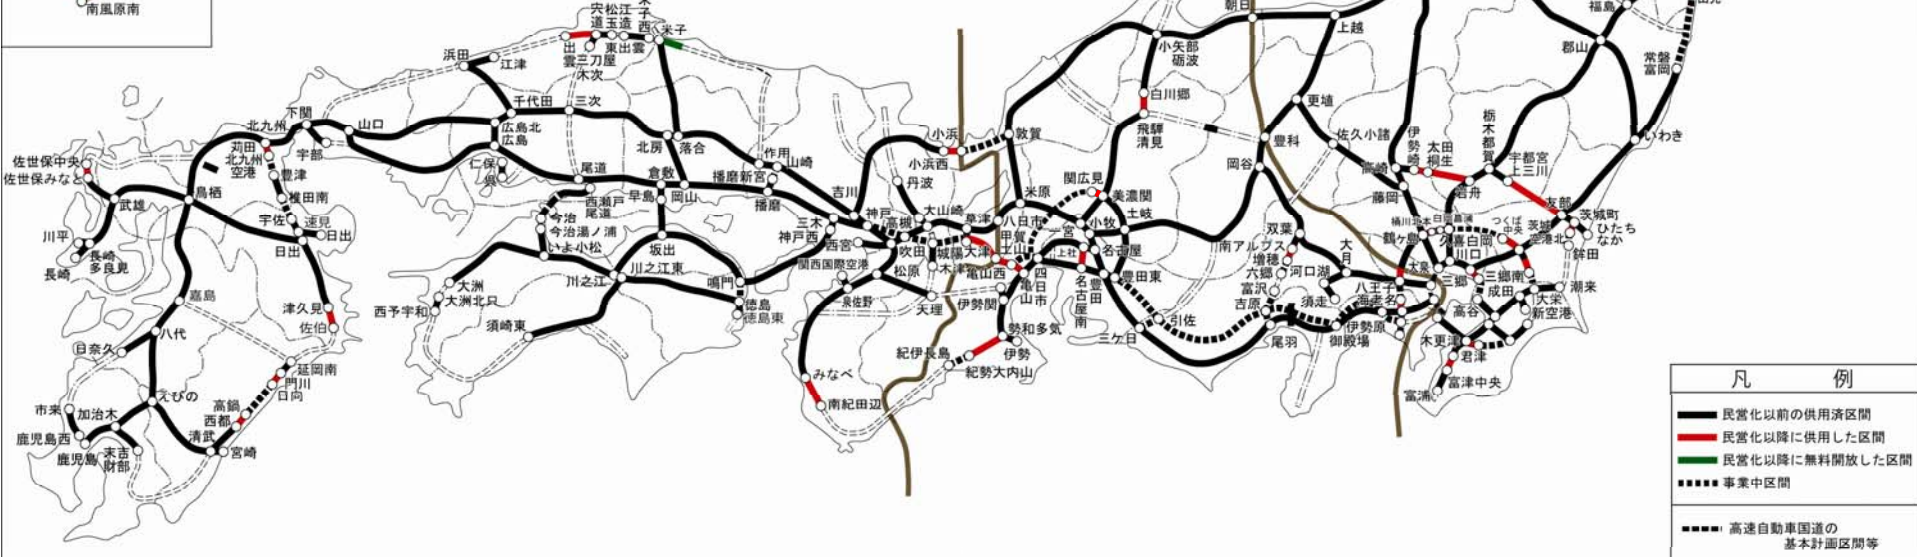 南風原南
宍道
松江玉造
米子西
米子
出雲
三刀屋木次
東出雲
浜田
江津
千代田
三次
下関
北九州
苅田北九州空港
山口
宇部
広島北
広島
仁保
呉
北房
落合
作用
山崎
播磨新宮
播磨
尾道
倉敷
早島
岡山
西瀬戸尾道
今治
今治湯ノ浦
いよ小松
坂出
川之江
川之江東
鳴門
徳島
徳島東
大洲
大洲北只
西予宇和
須崎東
佐世保中央
佐世保みなと
武雄
鳥栖
川平
長崎
長崎多良見
豊津
椎田南
宇佐
速見
日出
日出
津久見
佐伯
嘉島
八代
日奈久
延岡南
門川
日向
えびの
高鍋
西都
清武
宮崎
市来
加治木
鹿児島西
鹿児島
末吉財部
小浜
小浜西
敦賀
丹波
吉川
三木
神戸西
神戸
西宮
高槻
大山崎
草津
八日市
米原
吹田
城陽
木津
大津
甲賀土山
亀山西
関西国際空港
松原
泉佐野
天理
伊勢関
亀山
四日市
勢和多気
伊勢
紀伊長島
紀勢大内山
みなべ
南紀田辺
関広見
美濃関
土岐
小牧
一宮
上社
名古屋
名古屋南
豊田
豊田東
三ケ日
引佐
朝日
上越
小矢部砺波
白川郷
飛騨清見
更埴
豊科
岡谷
佐久小諸
双葉
南アルプス
増穂
六郷
富沢
吉原
尾羽
河口湖
須走
大月
御殿場
伊勢原
海老名
八王子
高崎
藤岡
伊勢崎
太田桐生
岩舟
栃木都賀
宇都宮上三川
福島
郡山
常磐富岡
いわき
友部
茨城町
ひたちなか
茨城空港北
鉾田
潮来
つくば中央
桶川北本
白岡菖蒲
久喜白岡
鶴ヶ島
大泉
川口
三郷
三郷南
成田
大栄
新空港
高谷
木更津
君津
富津中央
富浦
凡 例
民営化以前の供用済区間
民営化以降に供用した区間
民営化以降に無料開放した区間
事業中区間
高速自動車国道の
基本計画区間等